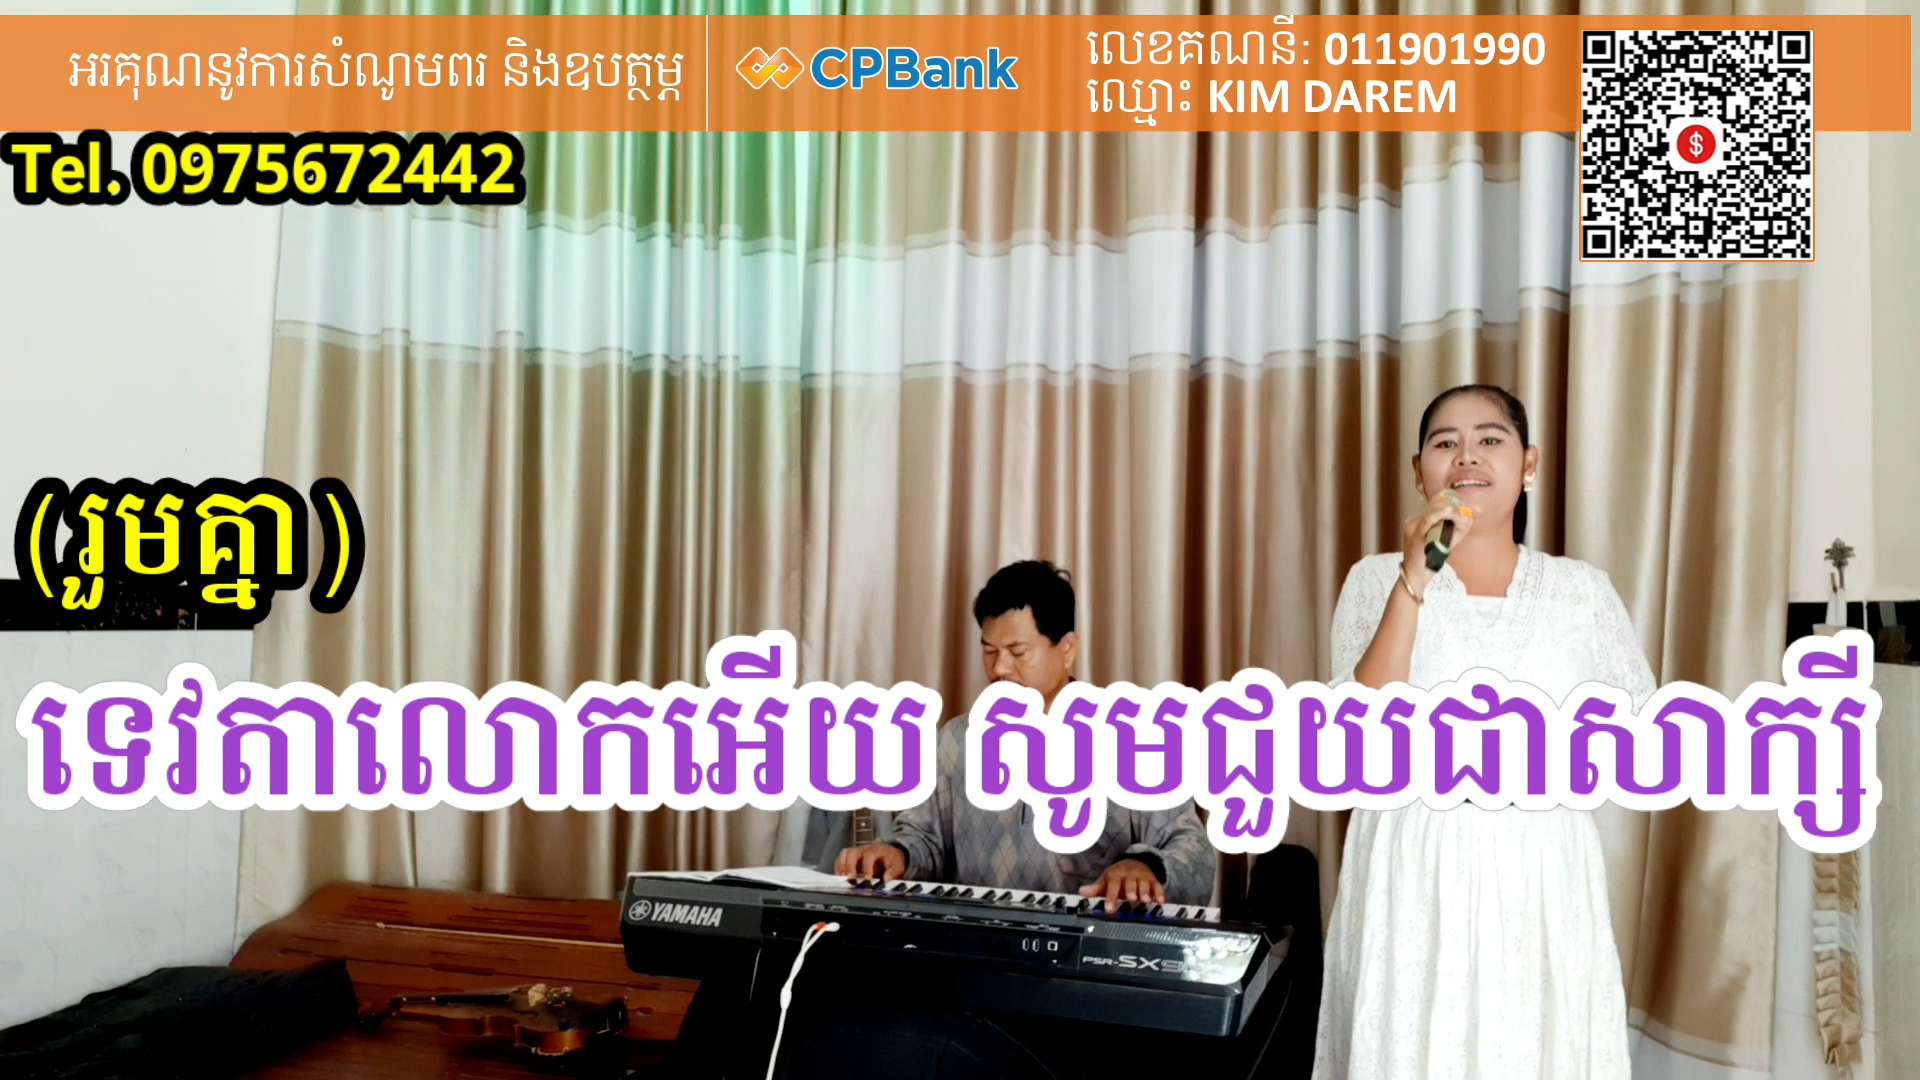 អរគុណនូវការសំណូមពរ និងឧបត្ថម្ភ
CPBank
លេខគណនី: 011901990
ឈ្មោះ KIM DAREM
Tel. 0975672442
(រួមគ្នា)
ទេវតាលោកអើយ សូមជួយជាសាក្សី
YAMAHA
PSR-SX